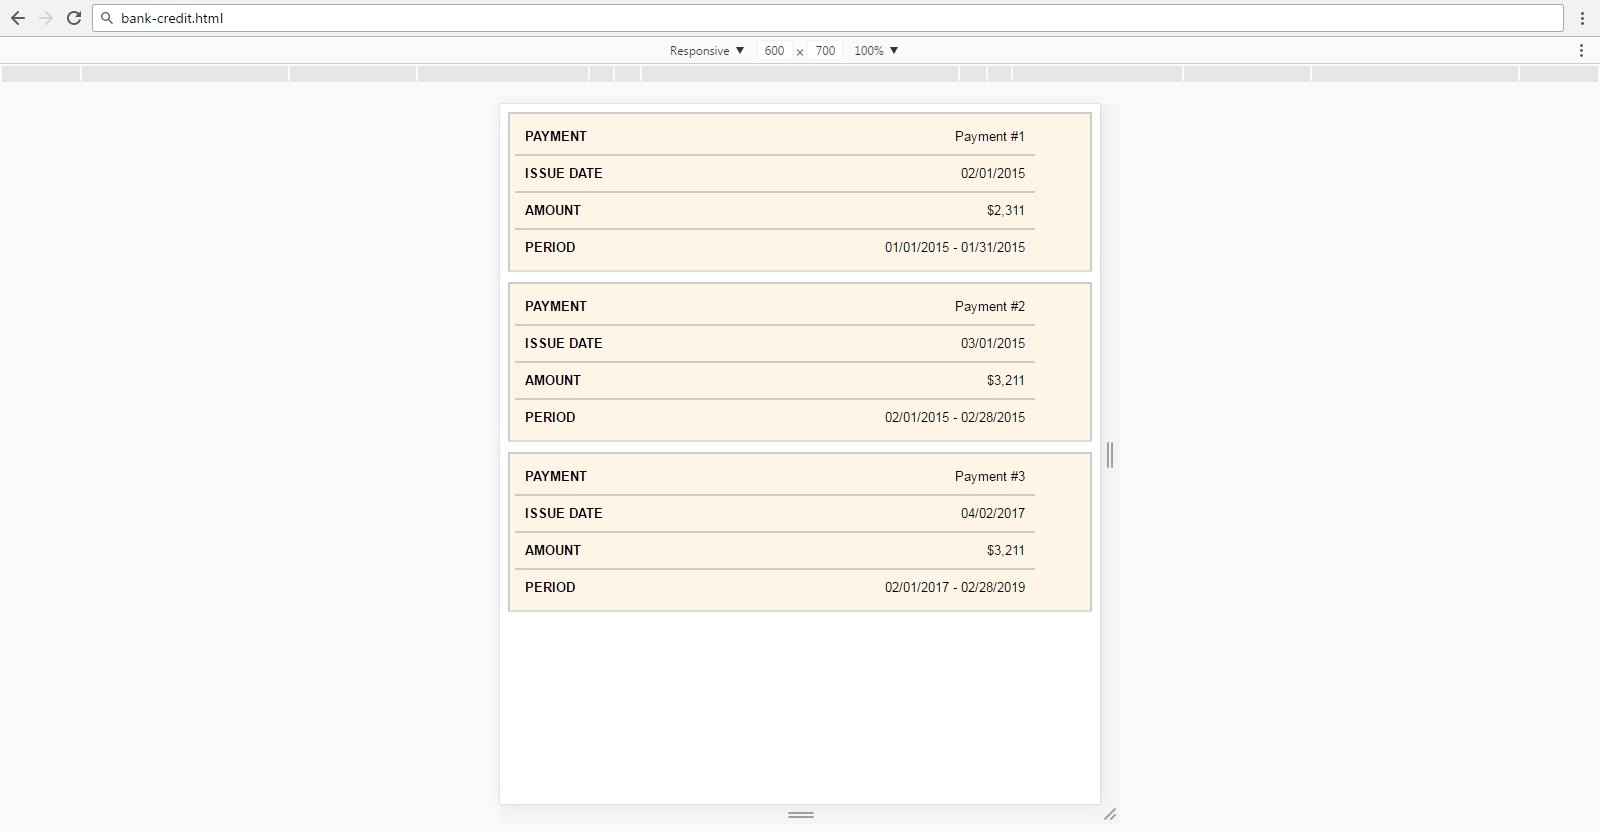 bank-credit.html
Responsive ▼ 600 × 700 100% ▼
PAYMENT Payment #1
ISSUE DATE 02/01/2015
AMOUNT $2,311
PERIOD 01/01/2015 - 01/31/2015
PAYMENT Payment #2
ISSUE DATE 03/01/2015
AMOUNT $3,211
PERIOD 02/01/2015 - 02/28/2015
PAYMENT Payment #3
ISSUE DATE 04/02/2017
AMOUNT $3,211
PERIOD 02/01/2017 - 02/28/2019